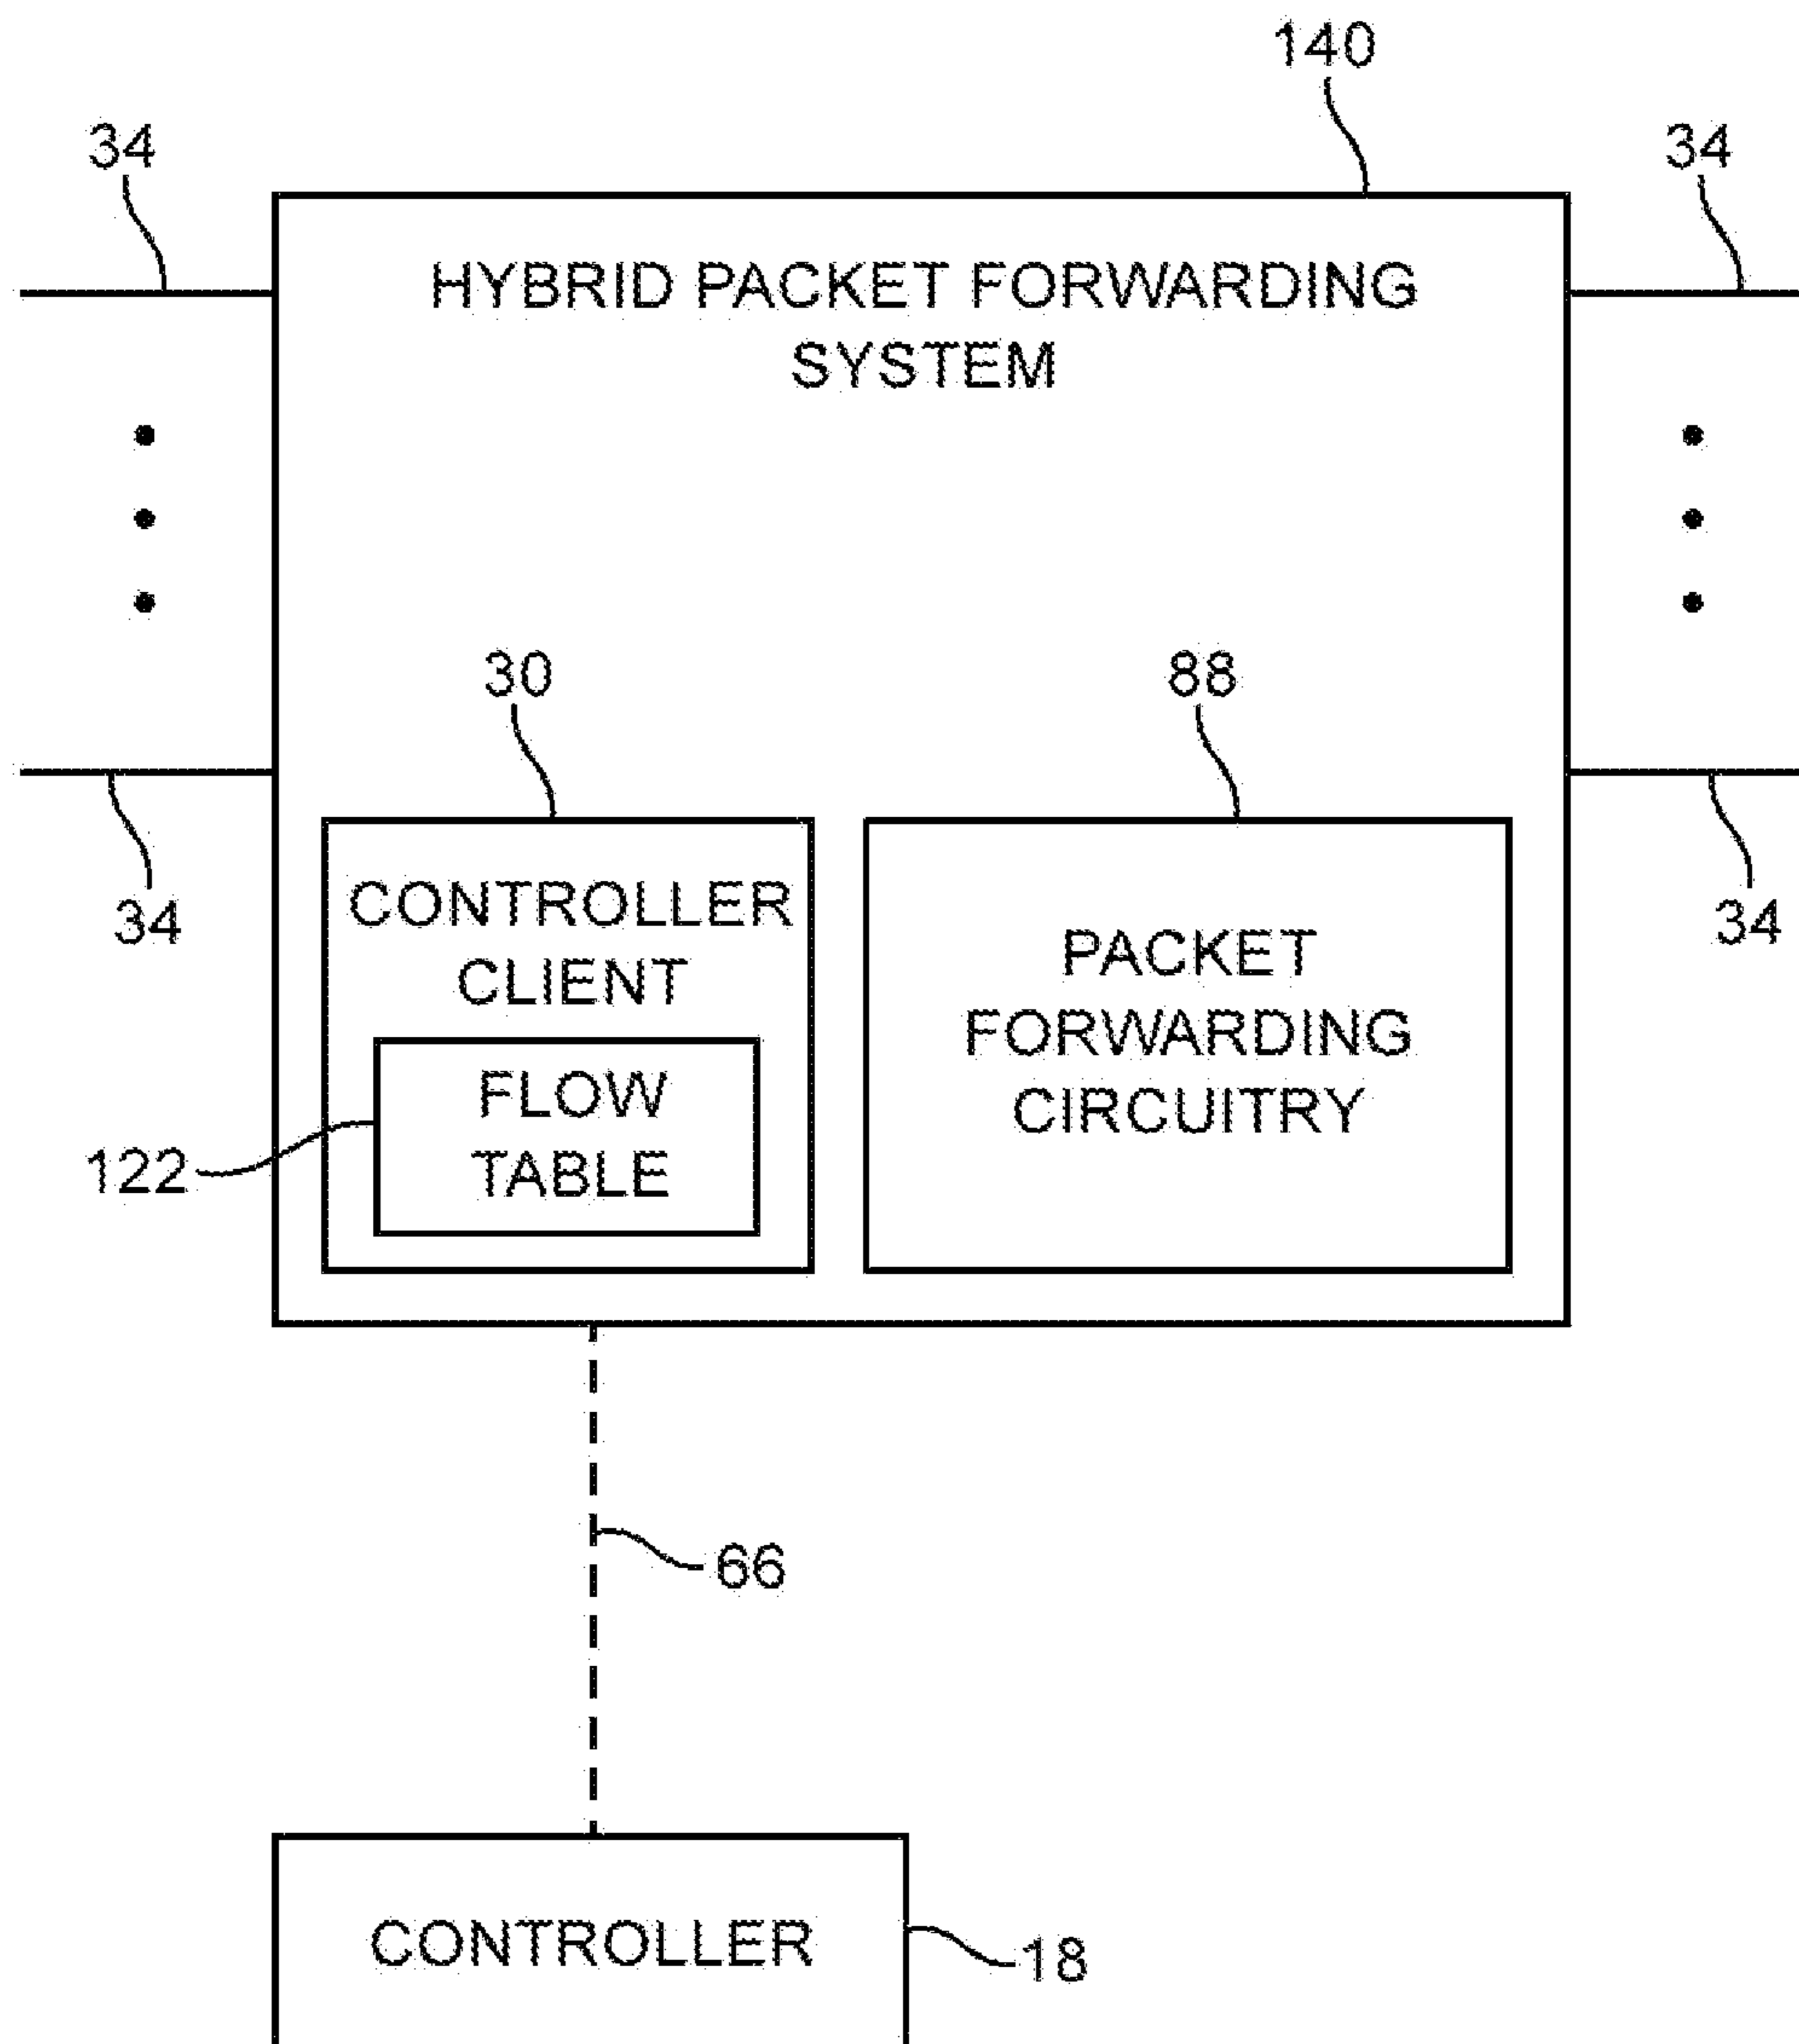 140
34
34
HYBRID PACKET FORWARDING
SYSTEM
30
88
34
34
CONTROLLER
CLIENT
PACKET
FORWARDING
CIRCUITRY
FLOW
TABLE
122
66
CONTROLLER
18